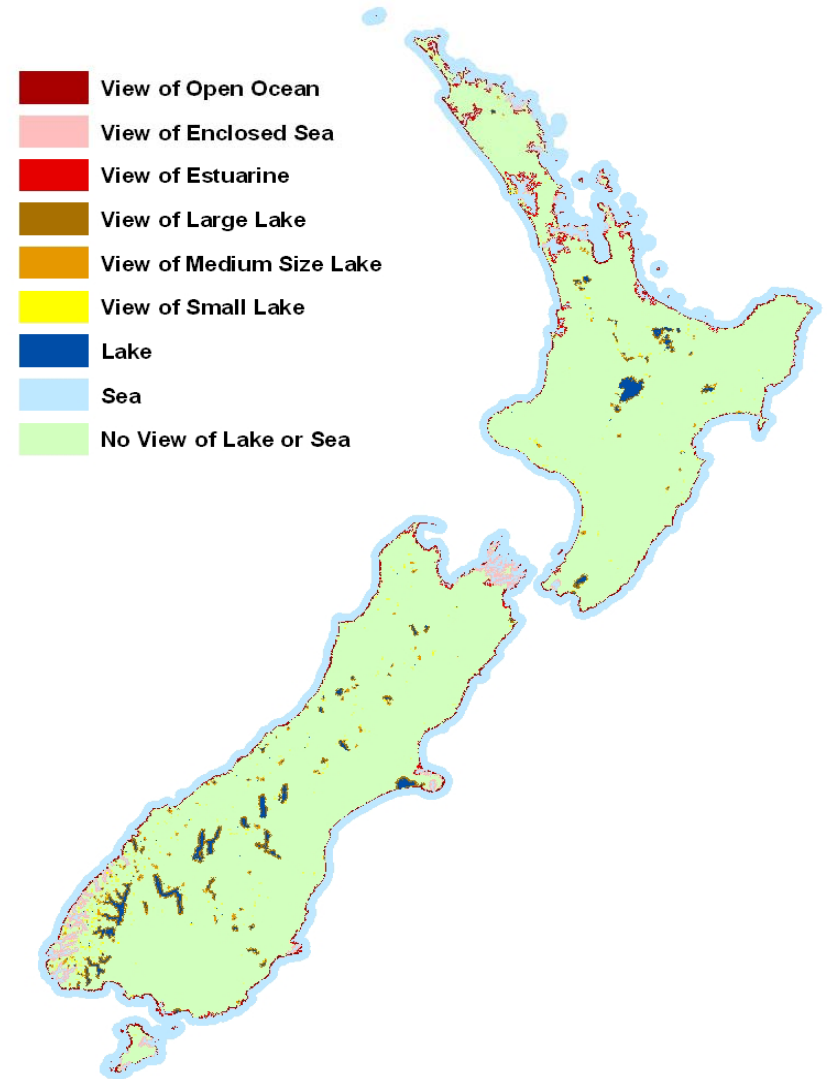 View of Open Ocean
View of Enclosed Sea
View of Estuarine
View of Large Lake
View of Medium Size Lake
View of Small Lake
Lake
Sea
No View of Lake or Sea